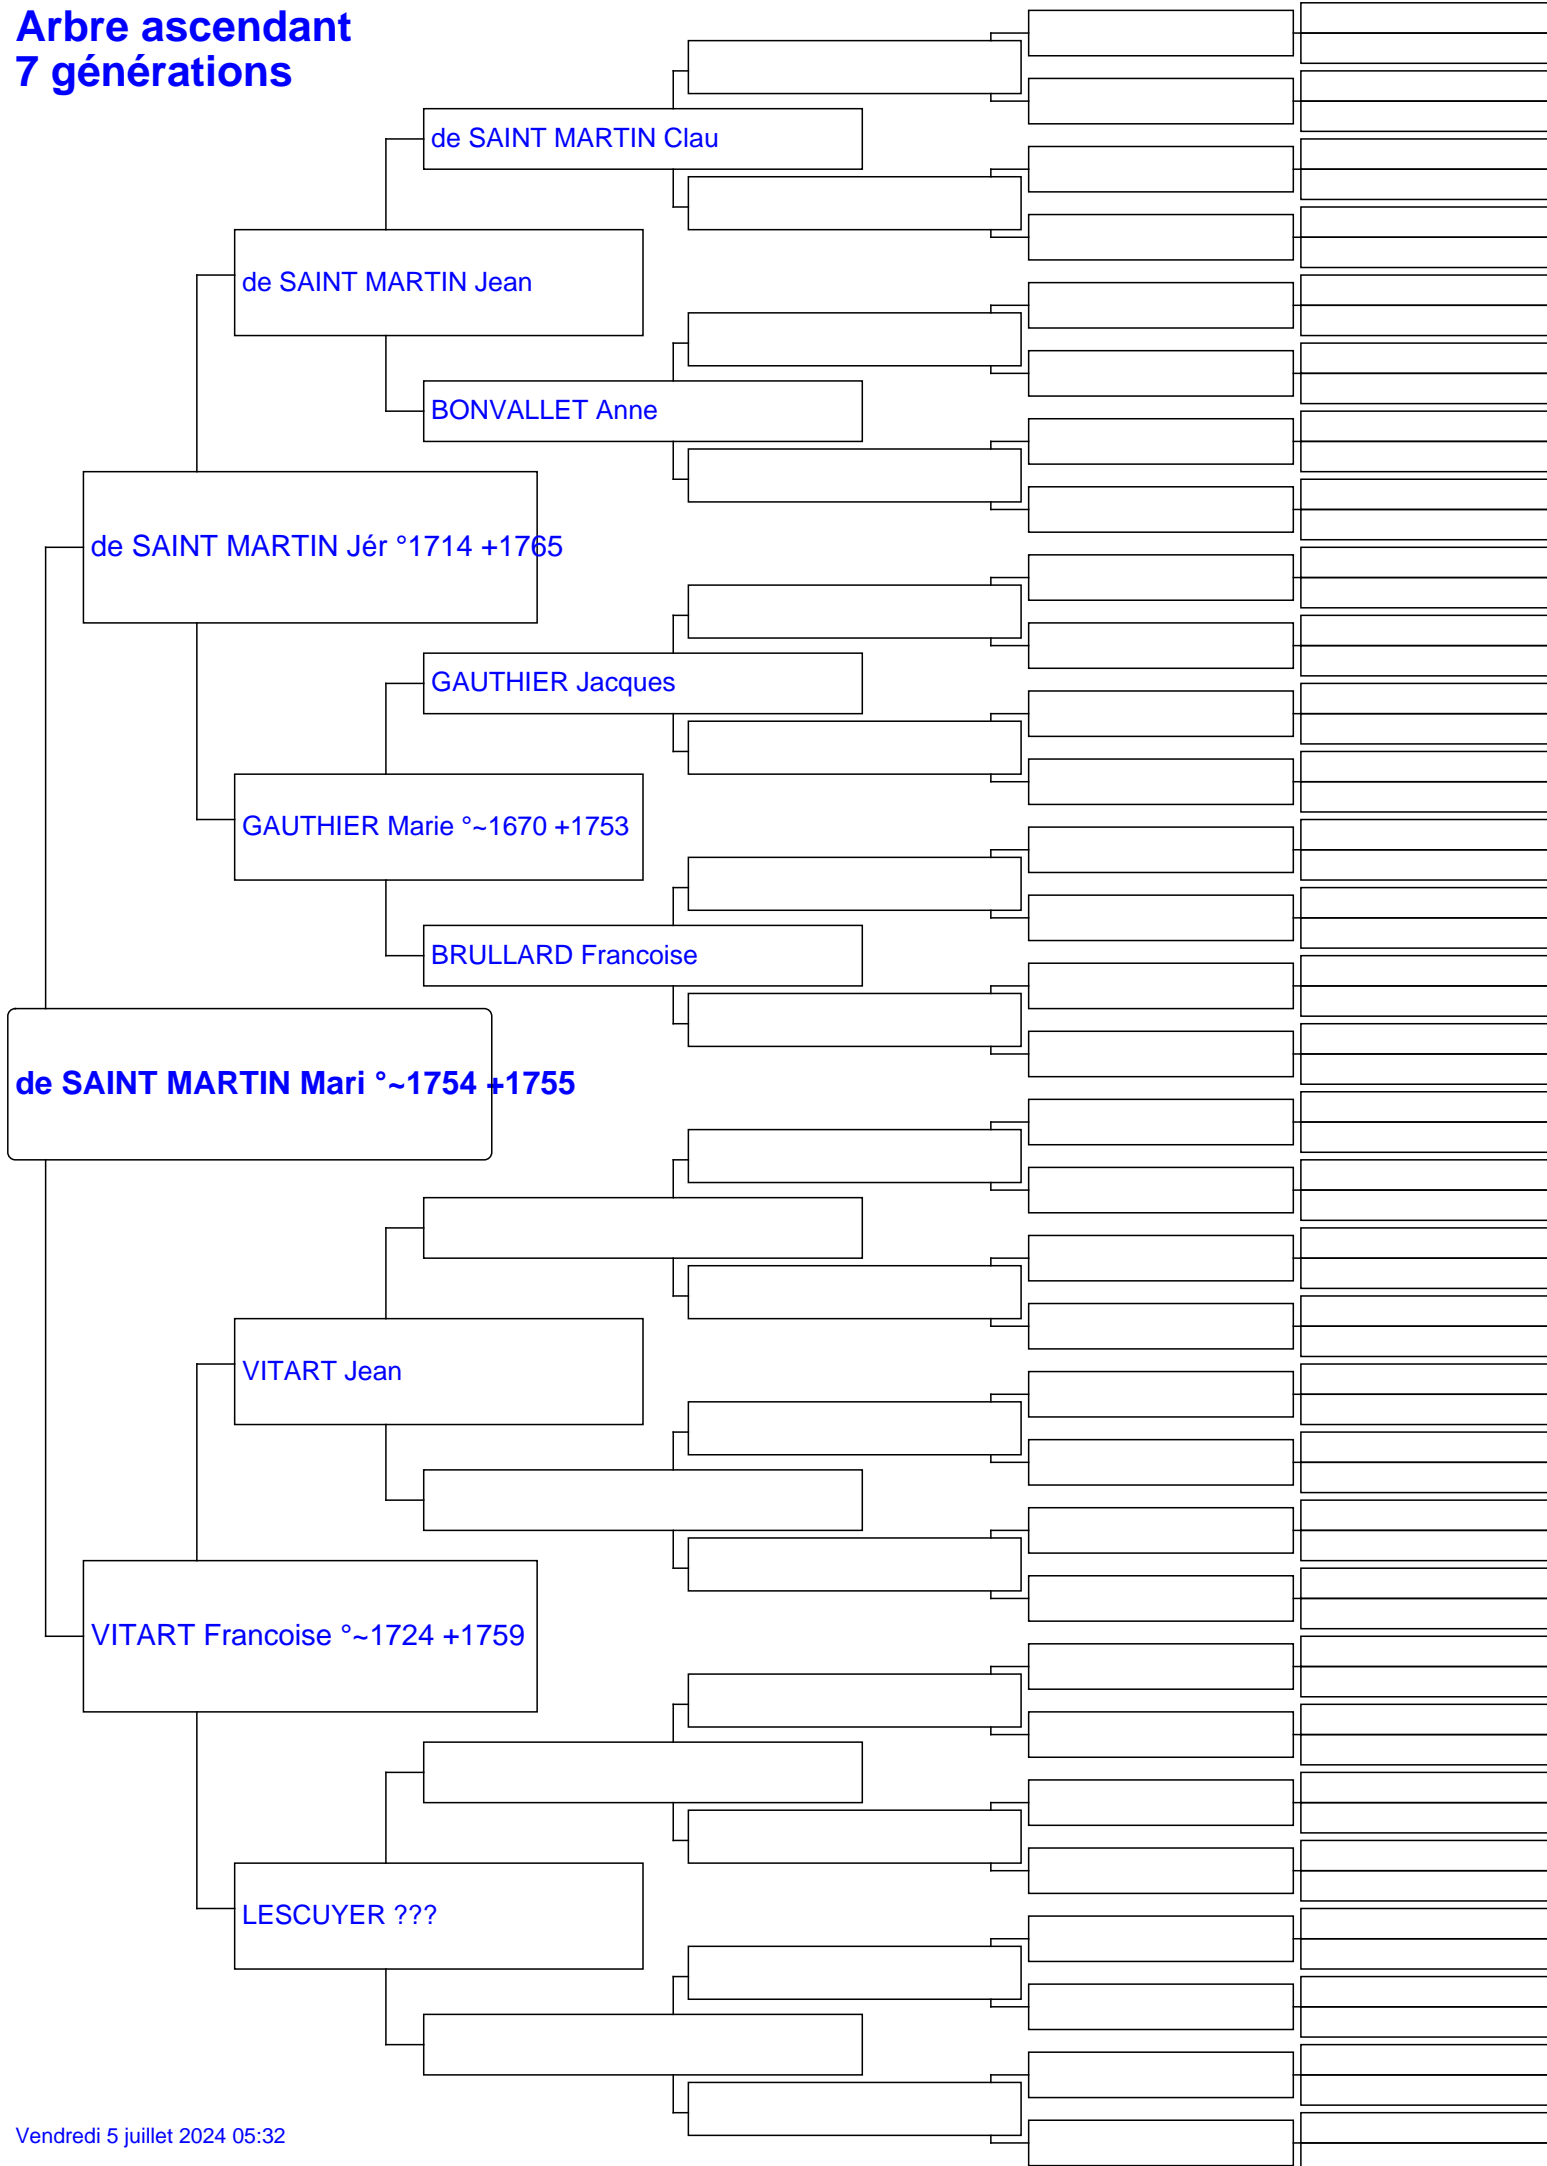 Arbre ascendant
7 générations
de SAINT MARTIN Clau
de SAINT MARTIN Jean
BONVALLET Anne
de SAINT MARTIN Jér °1714 +1765
GAUTHIER Jacques
GAUTHIER Marie °~1670 +1753
BRULLARD Francoise
de SAINT MARTIN Mari °~1754 +1755
VITART Jean
VITART Francoise °~1724 +1759
LESCUYER ???
Vendredi 5 juillet 2024 05:32